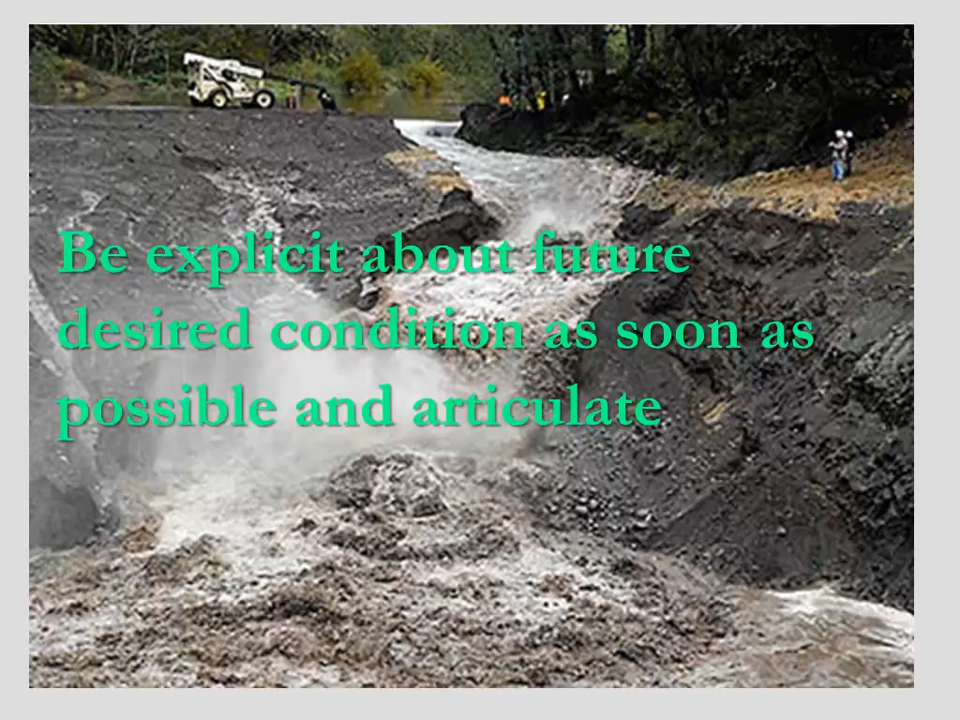 Be explicit about future
desired condition as soon as
possible and articulate